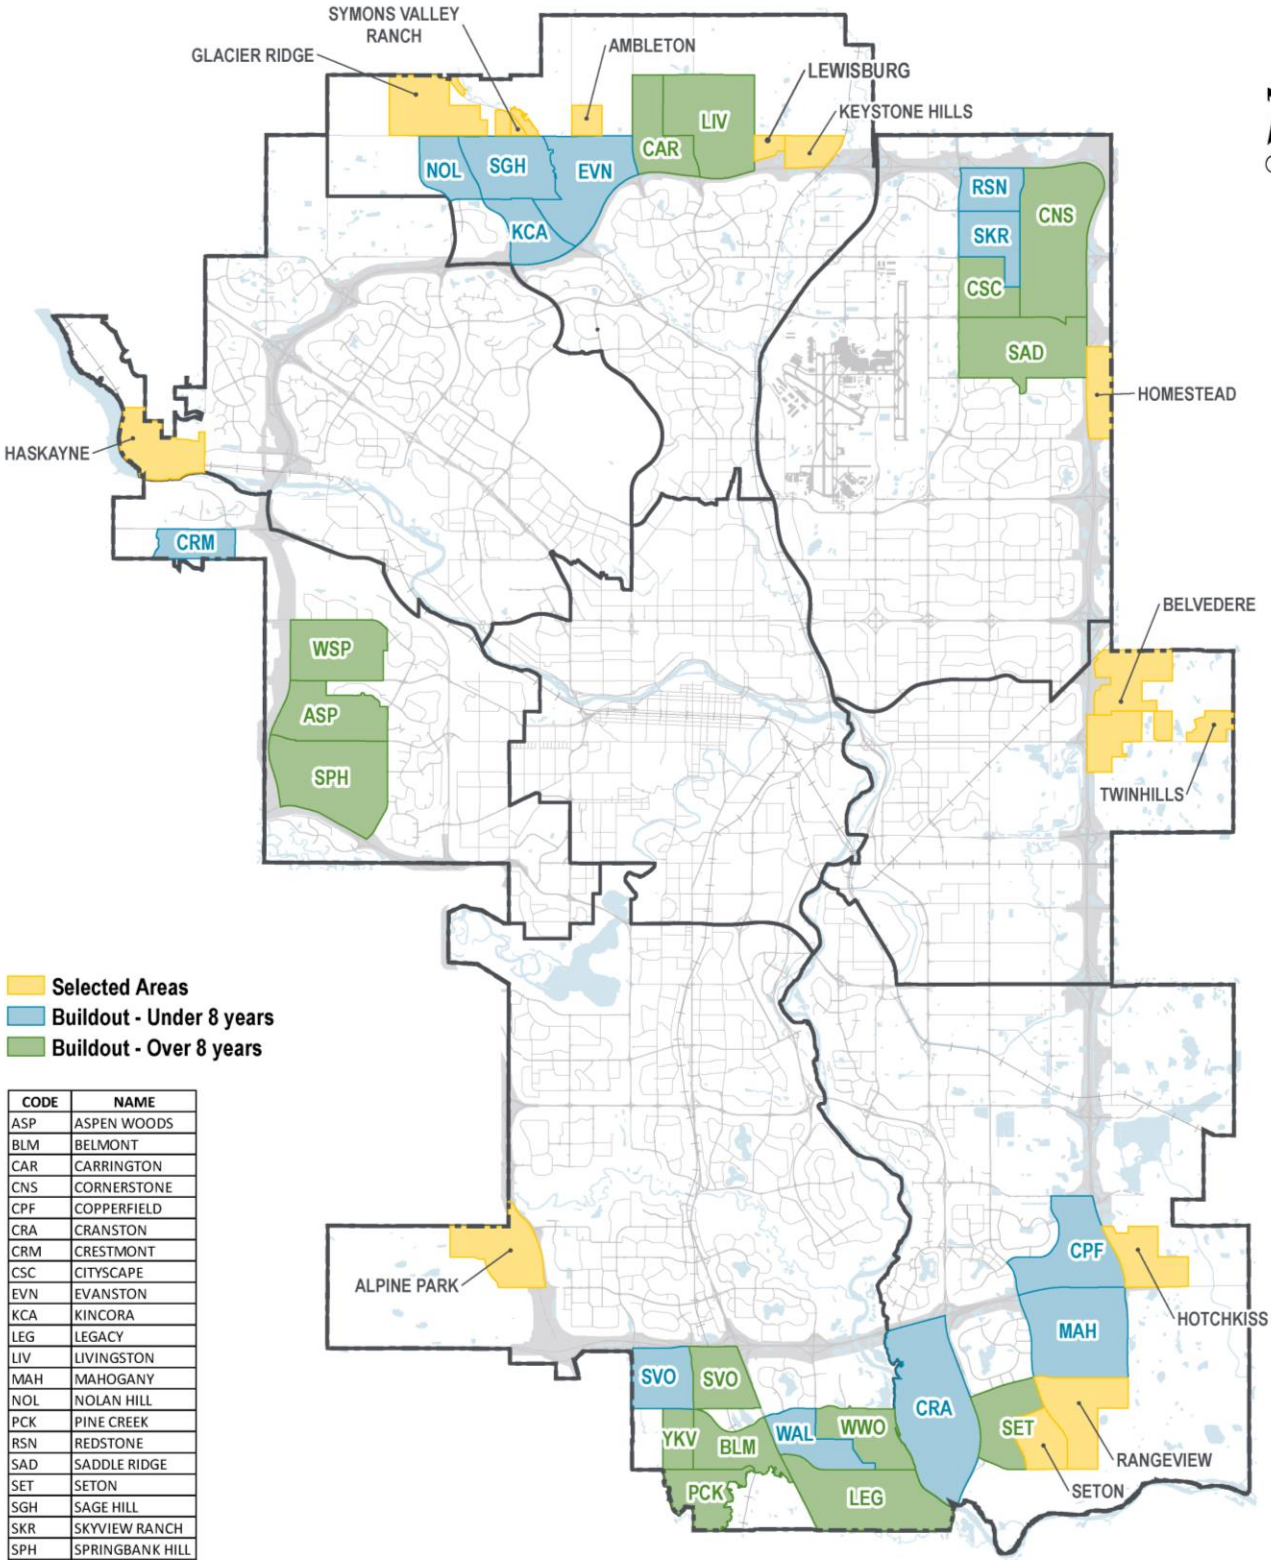 SYMONS VALLEY
RANCH
GLACIER RIDGE
AMBLETON
LEWISBURG
KEYSTONE HILLS
LIV
CAR
NOL
SGH
EVN
KCA
RSN
CNS
SKR
CSC
SAD
HOMESTEAD
HASKAYNE
CRM
BELVEDERE
WSP
ASP
SPH
TWINHILLS
Selected Areas
Buildout - Under 8 years
Buildout - Over 8 years
CODE NAME
ASP ASPEN WOODS
BLM BELMONT
CAR CARRINGTON
CNS CORNERSTONE
CPF COPPERFIELD
CRA CRANSTON
CRM CRESTMONT
CSC CITYSCAPE
EVN EVANSTON
KCA KINCORA
LEG LEGACY
LIV LIVINGSTON
MAH MAHOGANY
NOL NOLAN HILL
PCK PINE CREEK
RSN REDSTONE
SAD SADDLE RIDGE
SET SETON
SGH SAGE HILL
SKR SKYVIEW RANCH
SPH SPRINGBANK HILL
ALPINE PARK
CPF
HOTCHKISS
MAH
SVO SVO
CRA
YKV BLM WAL WWO SET
RANGEVIEW
PCK LEG SETON